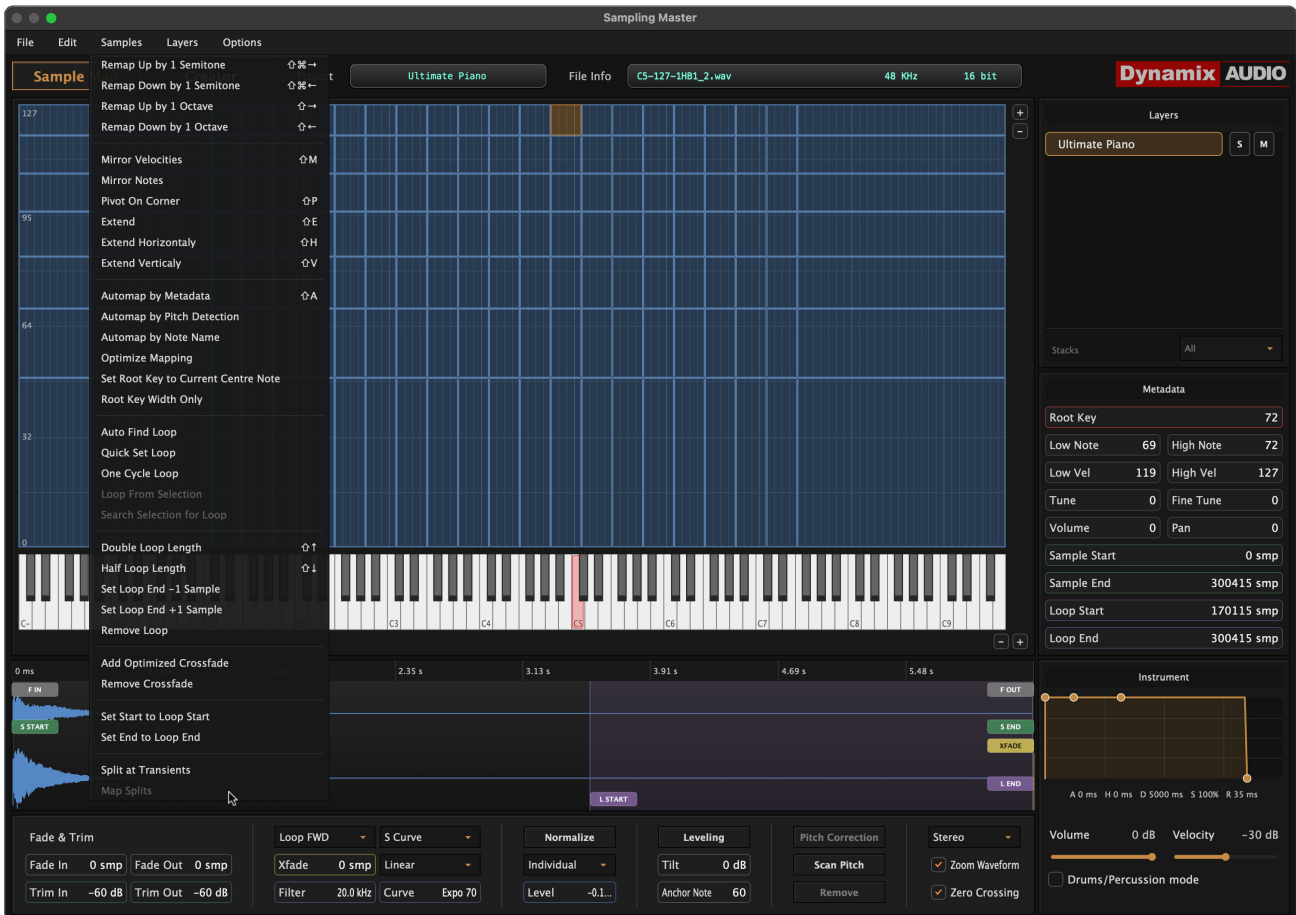 Sampling Master
File Edit Samples Layers Options
Sample
t
Ultimate Piano
File Info
C5-127-1HB1_2.wav 48 KHz 16 bit
Dynamix AUDIO
Remap Up by 1 Semitone ⇧⌘→
Remap Down by 1 Semitone ⇧⌘←
Remap Up by 1 Octave ⇧→
Remap Down by 1 Octave ⇧←
Mirror Velocities ⇧M
Mirror Notes
Pivot On Corner ⇧P
Extend ⇧E
Extend Horizontaly ⇧H
Extend Verticaly ⇧V
Automap by Metadata ⇧A
Automap by Pitch Detection
Automap by Note Name
Optimize Mapping
Set Root Key to Current Centre Note
Root Key Width Only
Auto Find Loop
Quick Set Loop
One Cycle Loop
Loop From Selection
Search Selection for Loop
Double Loop Length ⇧↑
Half Loop Length ⇧↓
Set Loop End -1 Sample
Set Loop End +1 Sample
Remove Loop
Add Optimized Crossfade
Remove Crossfade
Set Start to Loop Start
Set End to Loop End
Split at Transients
Map Splits
127
95
64
32
0
+
-
C- C3 C4 C5 C6 C7 C8 C9
- +
Layers
Ultimate Piano S M
Stacks All
Metadata
Root Key 72
Low Note 69 High Note 72
Low Vel 119 High Vel 127
Tune 0 Fine Tune 0
Volume 0 Pan 0
Sample Start 0 smp
Sample End 300415 smp
Loop Start 170115 smp
Loop End 300415 smp
0 ms 2.35 s 3.13 s 3.91 s 4.69 s 5.48 s
F IN F OUT
S START S END
XFADE
L END
L START
Instrument
A 0 ms H 0 ms D 5000 ms S 100% R 35 ms
Volume 0 dB Velocity -30 dB
Drums/Percussion mode
Fade & Trim
Fade In 0 smp Fade Out 0 smp
Trim In -60 dB Trim Out -60 dB
Loop FWD S Curve
Xfade 0 smp Linear
Filter 20.0 kHz Curve Expo 70
Normalize
Individual
Level -0.1...
Leveling
Tilt 0 dB
Anchor Note 60
Pitch Correction
Scan Pitch
Remove
Stereo
Zoom Waveform
Zero Crossing